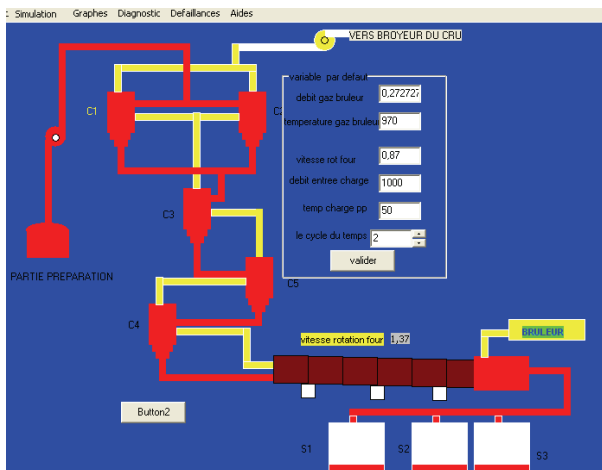 Simulation Graphes Diagnostic Defaillances Aides
VERS BROYEUR DU CRU
variable par defaut
debit gaz bruleur 0,272727
C1
temperature gaz bruleur 970
vitesse rot four 0,87
debit entree charge 1000
temp charge pp 50
C3
le cycle du temps 2
valider
PARTIE PREPARATION
C5
C4
BRULEUR
vitesse rotation four 1,37
Button2
S1
S2
S3